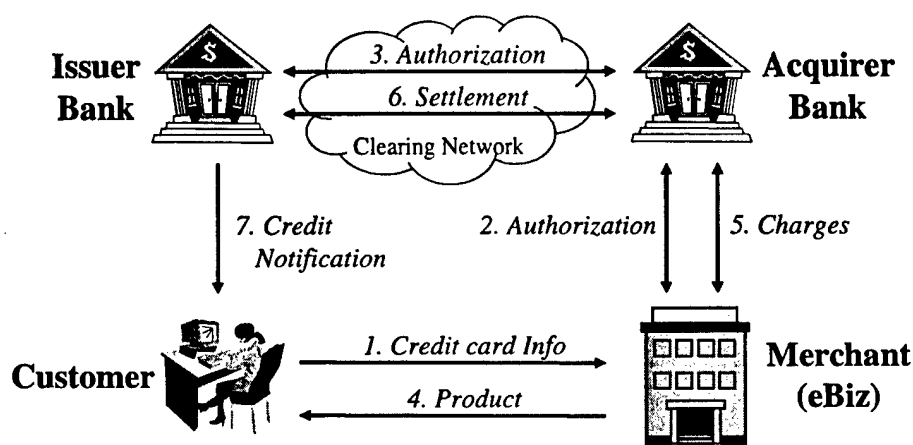 Issuer
Bank
$
3. Authorization
6. Settlement
Clearing Network
$
Acquirer
Bank
7. Credit
Notification
2. Authorization
5. Charges
Customer
1. Credit card Info
4. Product
Merchant
(eBiz)